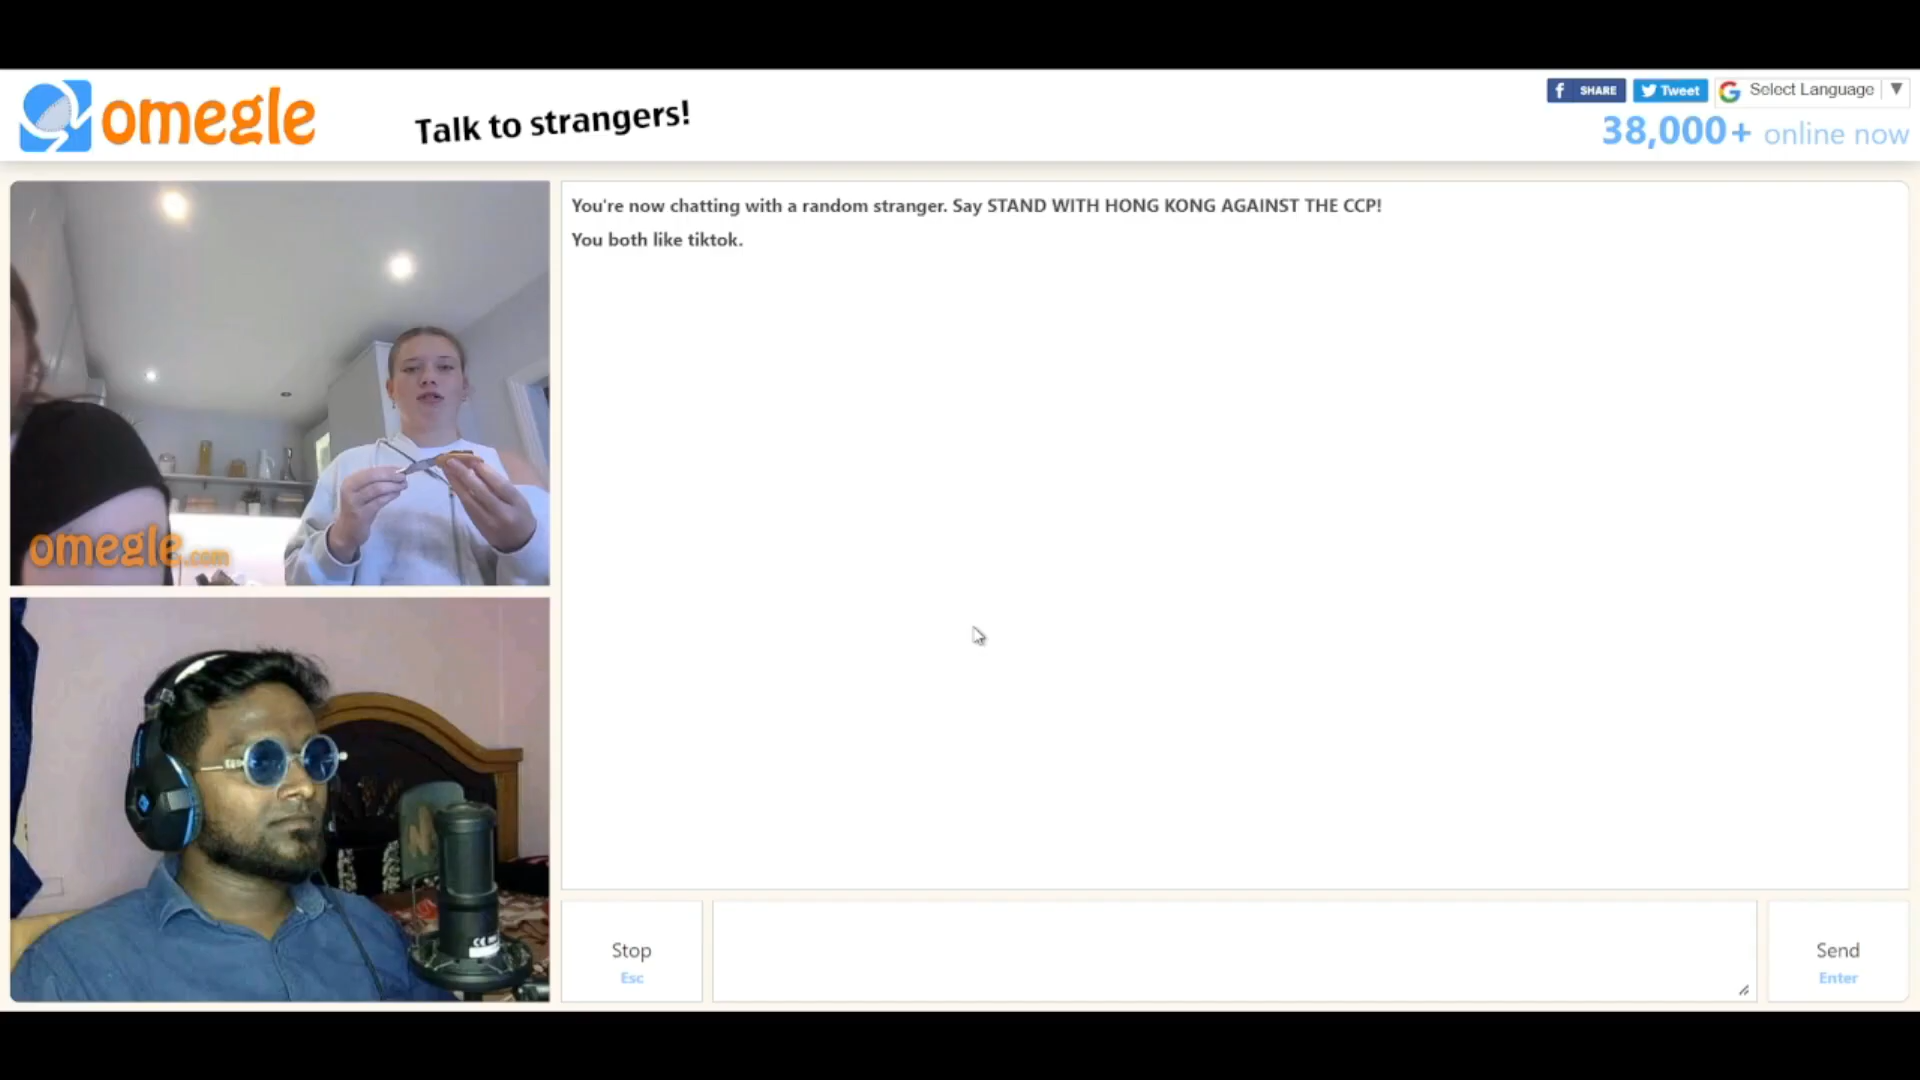 omegle
Talk to strangers!
SHARE
Tweet
Select Language
38,000+ online now
You're now chatting with a random stranger. Say STAND WITH HONG KONG AGAINST THE CCP!
You both like tiktok.
omegle.com
Stop
Esc
Send
Enter